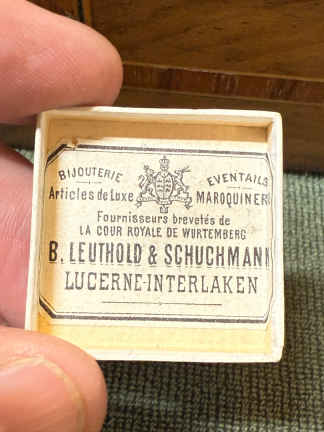 BIJOUTERIE EVENTAILS
Articles de Luxe MAROQUINERI
Fournisseurs brevetés de
LA COUR ROYALE DE WURTEMBERG
B. LEUTHOLD & SCHUCHMANN
LUCERNE-INTERLAKEN